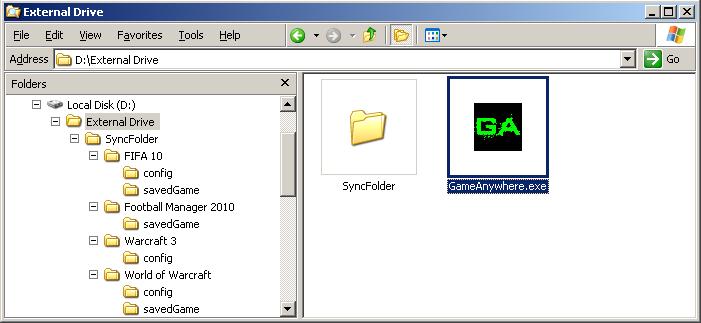 External Drive
File Edit View Favorites Tools Help
Address D:\External Drive Go
Folders
Local Disk (D:)
External Drive
SyncFolder
FIFA 10
config
savedGame
Football Manager 2010
savedGame
Warcraft 3
config
World of Warcraft
config
savedGame
GA
SyncFolder GameAnywhere.exe